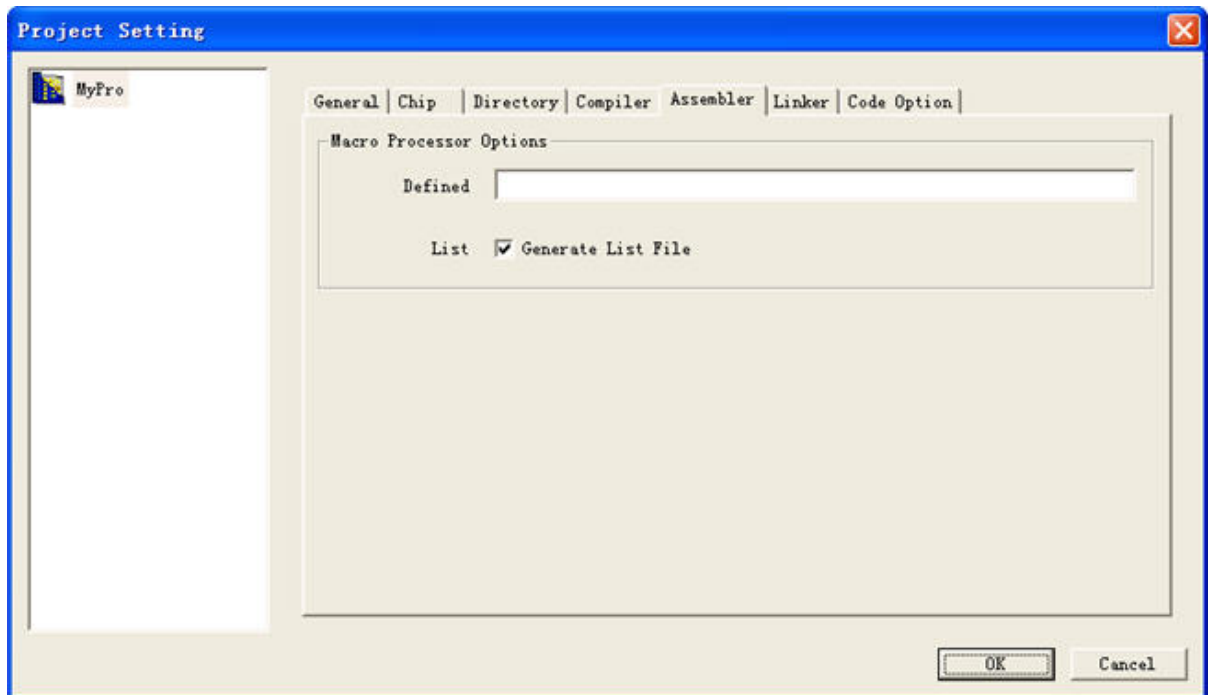 Project Setting
MyPro
General Chip Directory Compiler Assembler Linker Code Option
Macro Processor Options
Defined
List Generate List File
OK Cancel